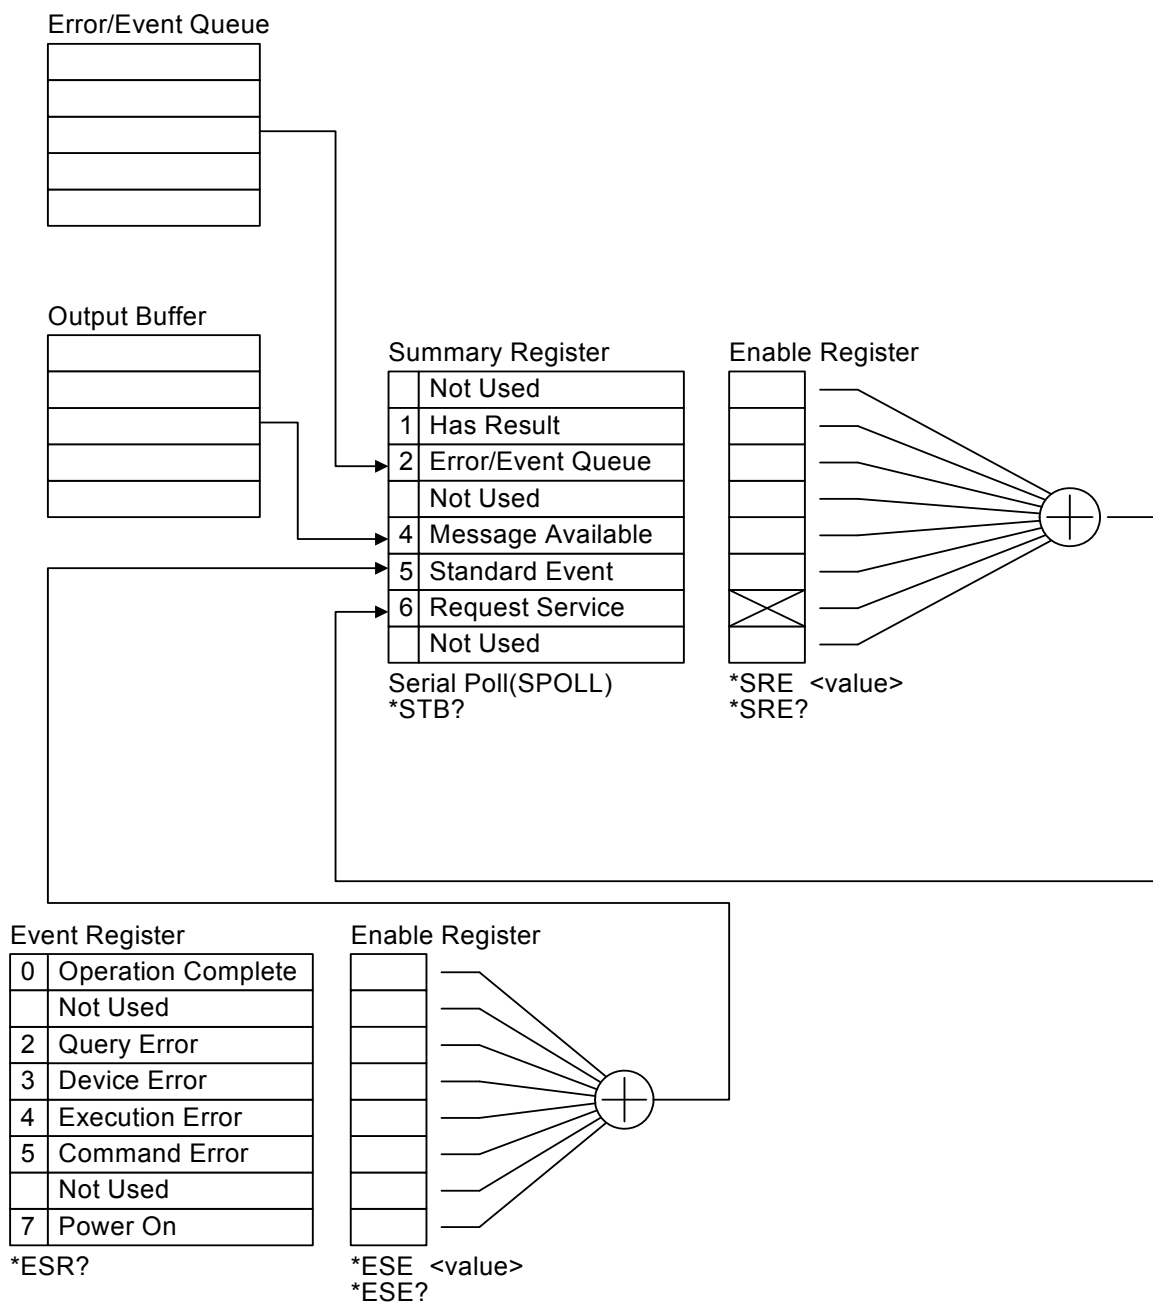 Error/Event Queue
Output Buffer
Summary Register
Not Used
1 Has Result
2 Error/Event Queue
Not Used
4 Message Available
5 Standard Event
6 Request Service
Not Used
Serial Poll(SPOLL)
*STB?
Enable Register
*SRE <value>
*SRE?
Event Register
0 Operation Complete
Not Used
2 Query Error
3 Device Error
4 Execution Error
5 Command Error
Not Used
7 Power On
*ESR?
Enable Register
*ESE <value>
*ESE?